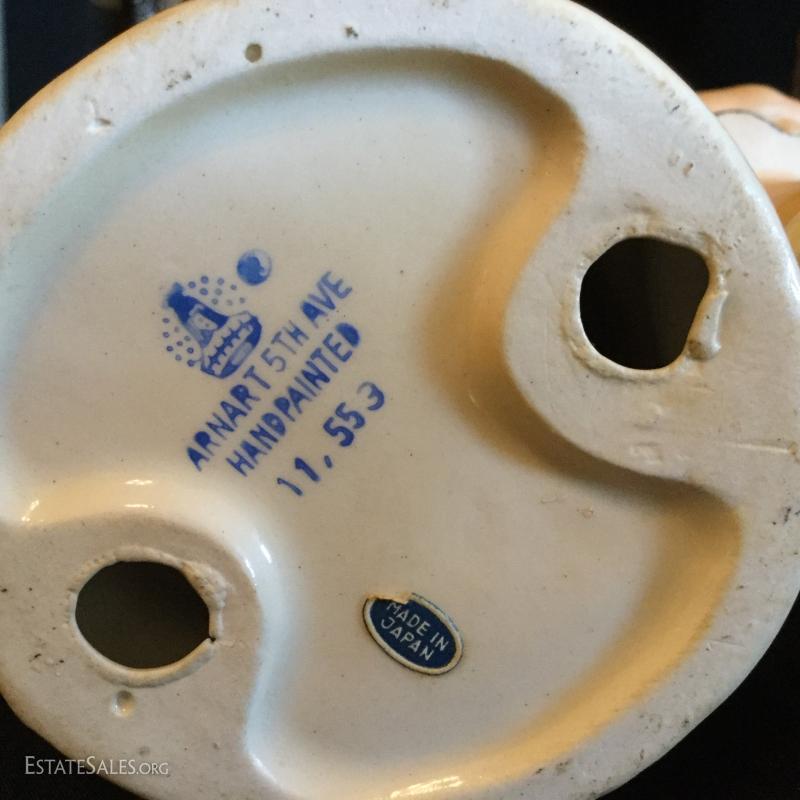 ARNART 5TH AVE
HANDPAINTED
11,553
MADE IN
JAPAN
ESTATESALES.ORG